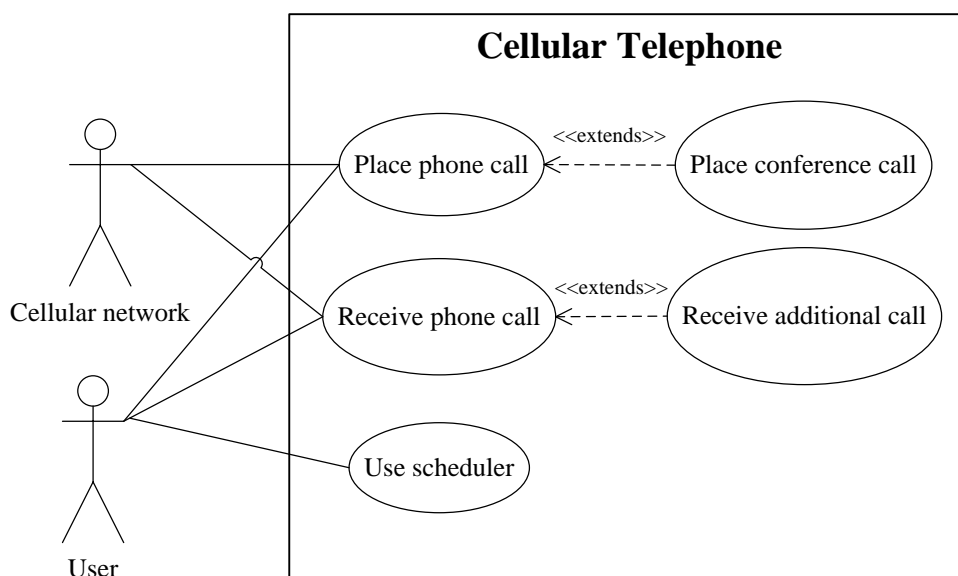 Cellular Telephone
<<extends>>
Place phone call
Place conference call
Cellular network
<<extends>>
Receive phone call
Receive additional call
Use scheduler
User